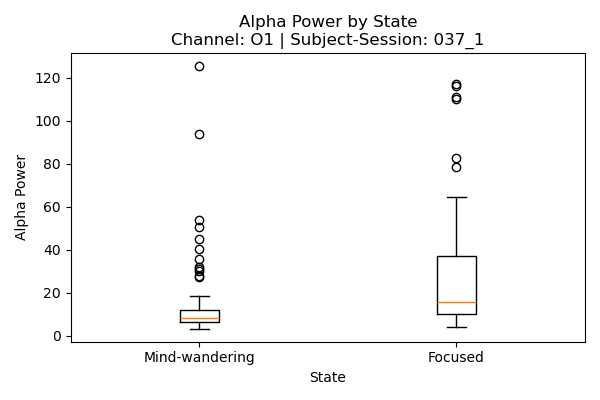 Alpha Power by State
Channel: O1 | Subject-Session: 037_1
Alpha Power
120
100
80
60
40
20
0
Mind-wandering
Focused
State